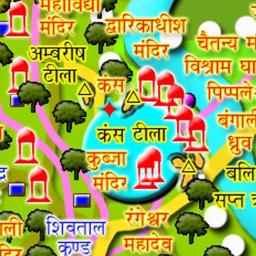 महाविद्या
मंदिर
द्वारिकाधीश
मंदिर
चैतन्य
विश्राम
अम्बरीष
टीला
कंस
पिप्पले
कंस टीला
बंगाली
ध्रुव
कुब्जा
मंदिर
बलि
सप्त
रंगेश्वर
महादेव
शिवताल
कुण्ड